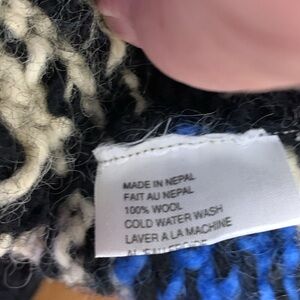 MADE IN NEPAL
FAIT AU NEPAL
100% WOOL
COLD WATER WASH
LAVER A LA MACHINE